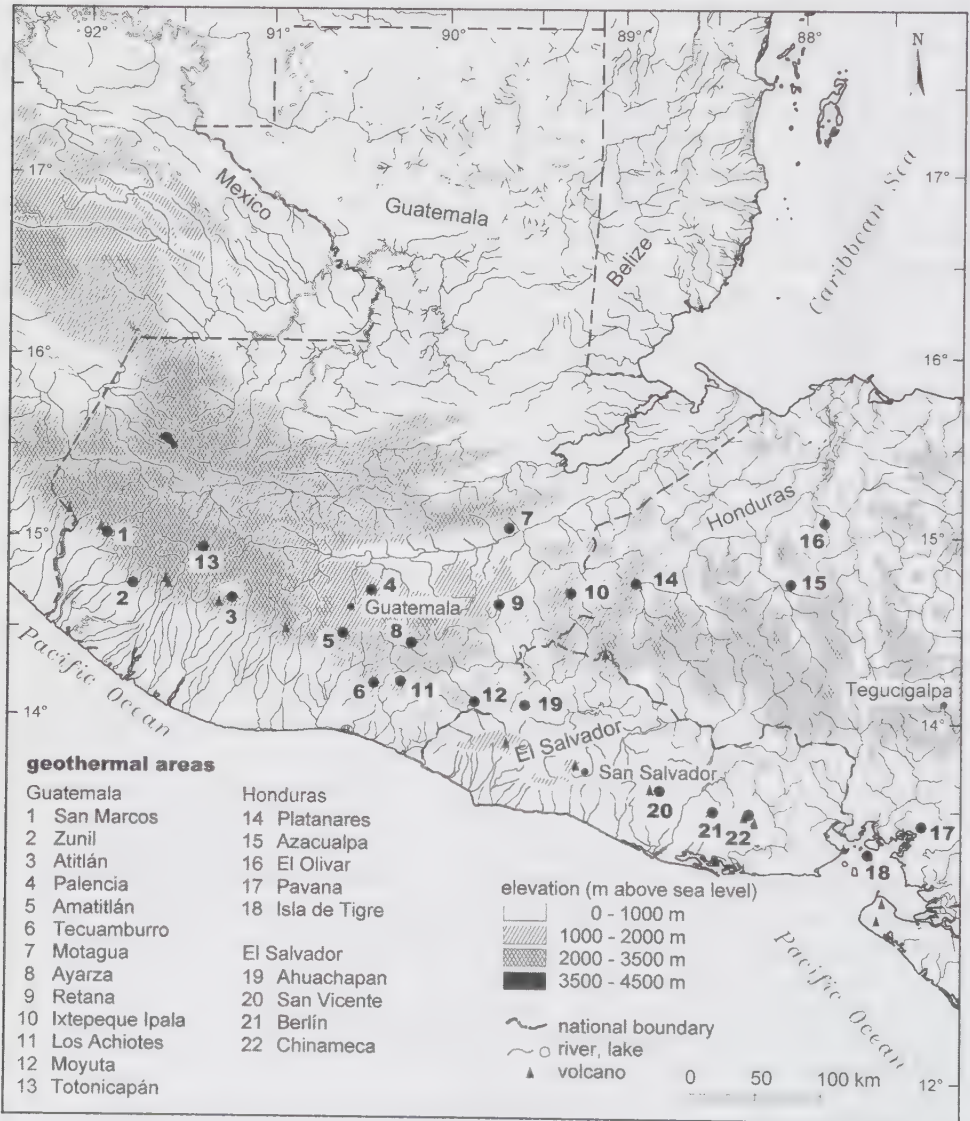 92°
91°
90°
89°
88°
N
17°
17°
Mexico
Guatemala
Belize
Caribbean Sea
16°
16°
15°
15°
14°
14°
12°
1
2
13
3
4
Guatemala
5
8
6
11
7
9
10
14
12
19
Honduras
16
15
Tegucigalpa
El Salvador
San Salvador
20
21
22
17
18
Pacific Ocean
Pacific Ocean
geothermal areas
Guatemala
1 San Marcos
2 Zunil
3 Atitlán
4 Palencia
5 Amatitlán
6 Tecuamburro
7 Motagua
8 Ayarza
9 Retana
10 Ixtepeque Ipala
11 Los Achiotes
12 Moyuta
13 Totonicapán
Honduras
14 Platanares
15 Azacualpa
16 El Olivar
17 Pavana
18 Isla de Tigre
El Salvador
19 Ahuachapan
20 San Vicente
21 Berlín
22 Chinameca
elevation (m above sea level)
0 - 1000 m
1000 - 2000 m
2000 - 3500 m
3500 - 4500 m
national boundary
river, lake
volcano
0 50 100 km